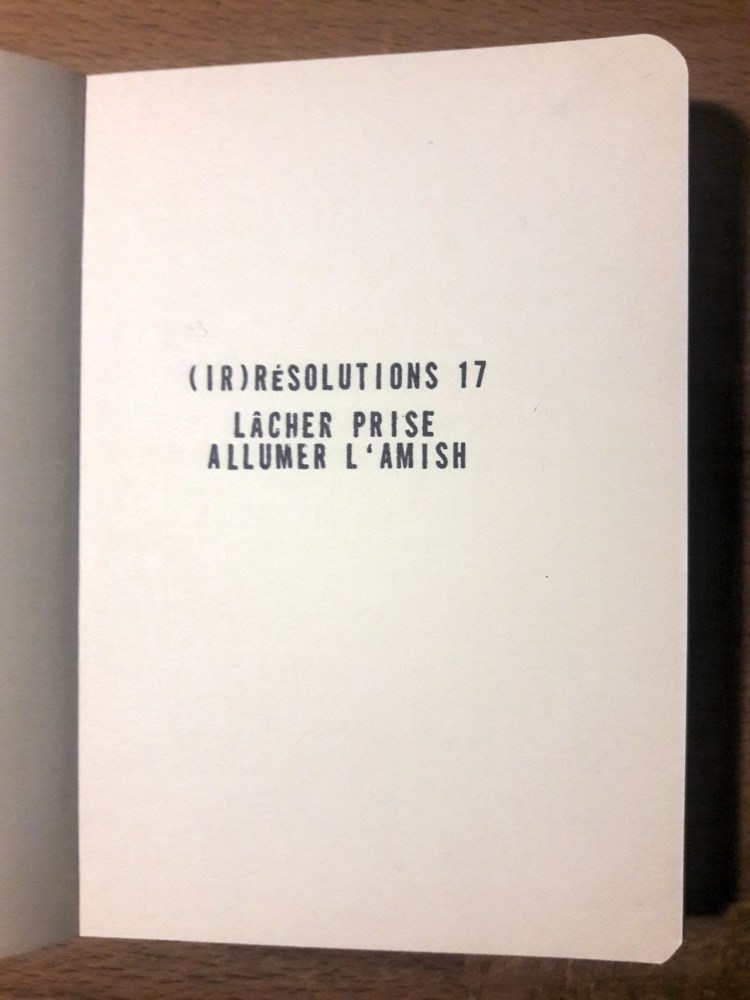 (IR)RÉSOLUTIONS 17
LÂCHER PRISE
ALLUMER L'AMISH